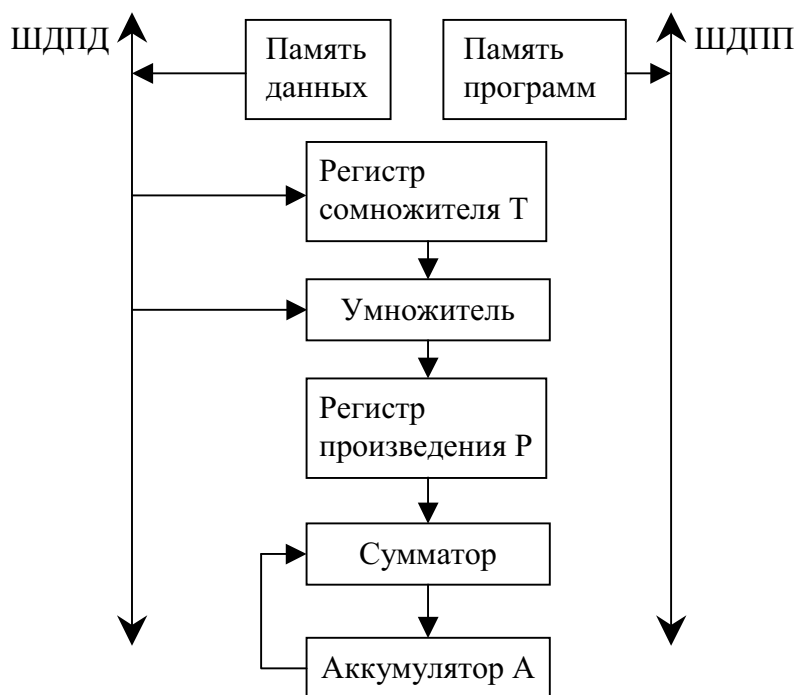 ШДПД
Память
данных
Память
программ
ШДПП
Регистр
сомножителя Т
Умножитель
Регистр
произведения Р
Сумматор
Аккумулятор А